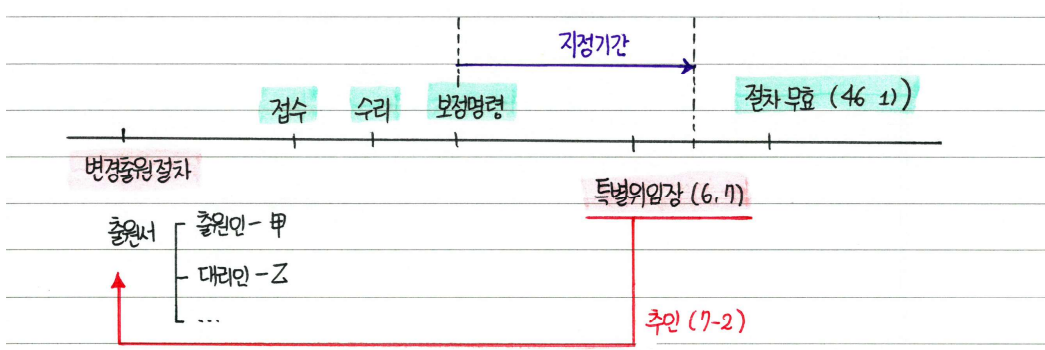 지정기간
접수 수리 보정명령 절차무효 (46 1))
변경출원절차
특별위임장 (6, 7)
출원서
출원인 - 甲
대리인 - 乙
...
추인 (7-2)